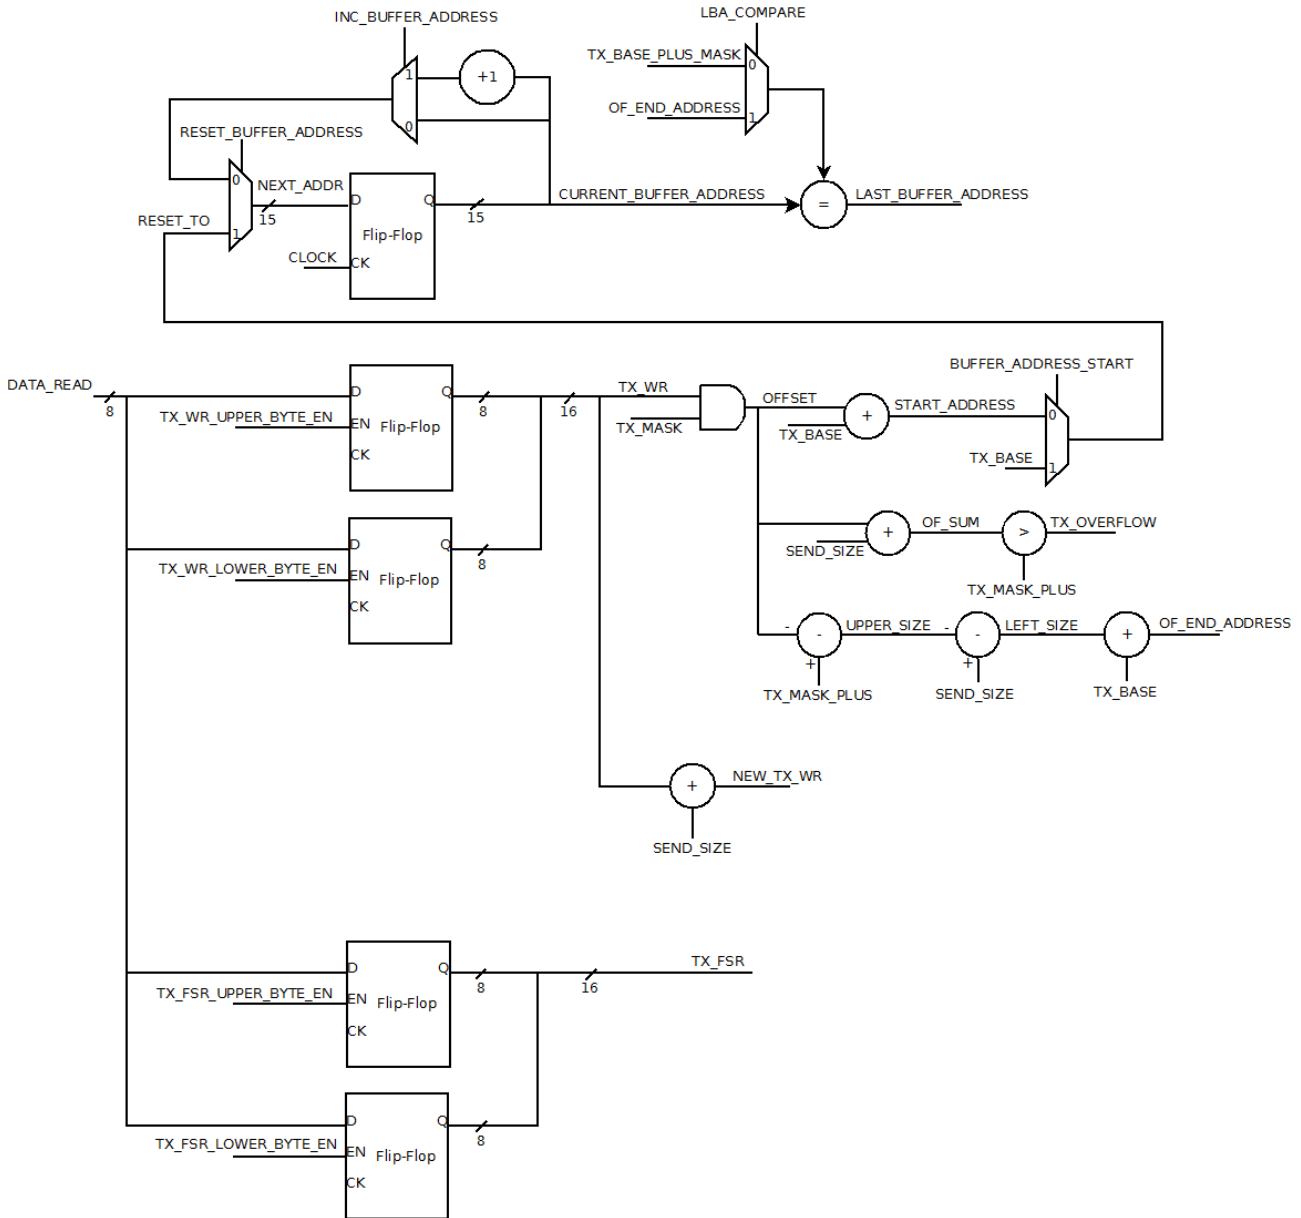 INC_BUFFER_ADDRESS
LBA_COMPARE
TX_BASE_PLUS_MASK
0
1
+1
OF_END_ADDRESS
1
0
RESET_BUFFER_ADDRESS
0
NEXT_ADDR
15
D
Q
15
CURRENT_BUFFER_ADDRESS
=
LAST_BUFFER_ADDRESS
RESET_TO
1
Flip-Flop
CLOCK
CK
BUFFER_ADDRESS_START
DATA_READ
8
D
Q
8
16
TX_WR
OFFSET
START_ADDRESS
0
TX_WR_UPPER_BYTE_EN
EN
Flip-Flop
TX_MASK
TX_BASE
+
CK
TX_BASE
1
D
Q
8
OF_SUM
TX_OVERFLOW
+
>
SEND_SIZE
TX_WR_LOWER_BYTE_EN
EN
Flip-Flop
TX_MASK_PLUS
CK
-
-
UPPER_SIZE
-
-
LEFT_SIZE
+
OF_END_ADDRESS
+
+
TX_MASK_PLUS
SEND_SIZE
TX_BASE
+
NEW_TX_WR
SEND_SIZE
D
Q
8
16
TX_FSR
TX_FSR_UPPER_BYTE_EN
EN
Flip-Flop
CK
D
Q
8
TX_FSR_LOWER_BYTE_EN
EN
Flip-Flop
CK